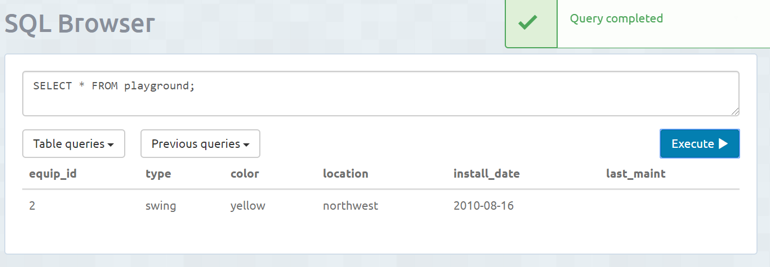 SQL Browser
Query completed
SELECT * FROM playground;
Table queries
Previous queries
Execute
equip_id type color location install_date last_maint
2 swing yellow northwest 2010-08-16